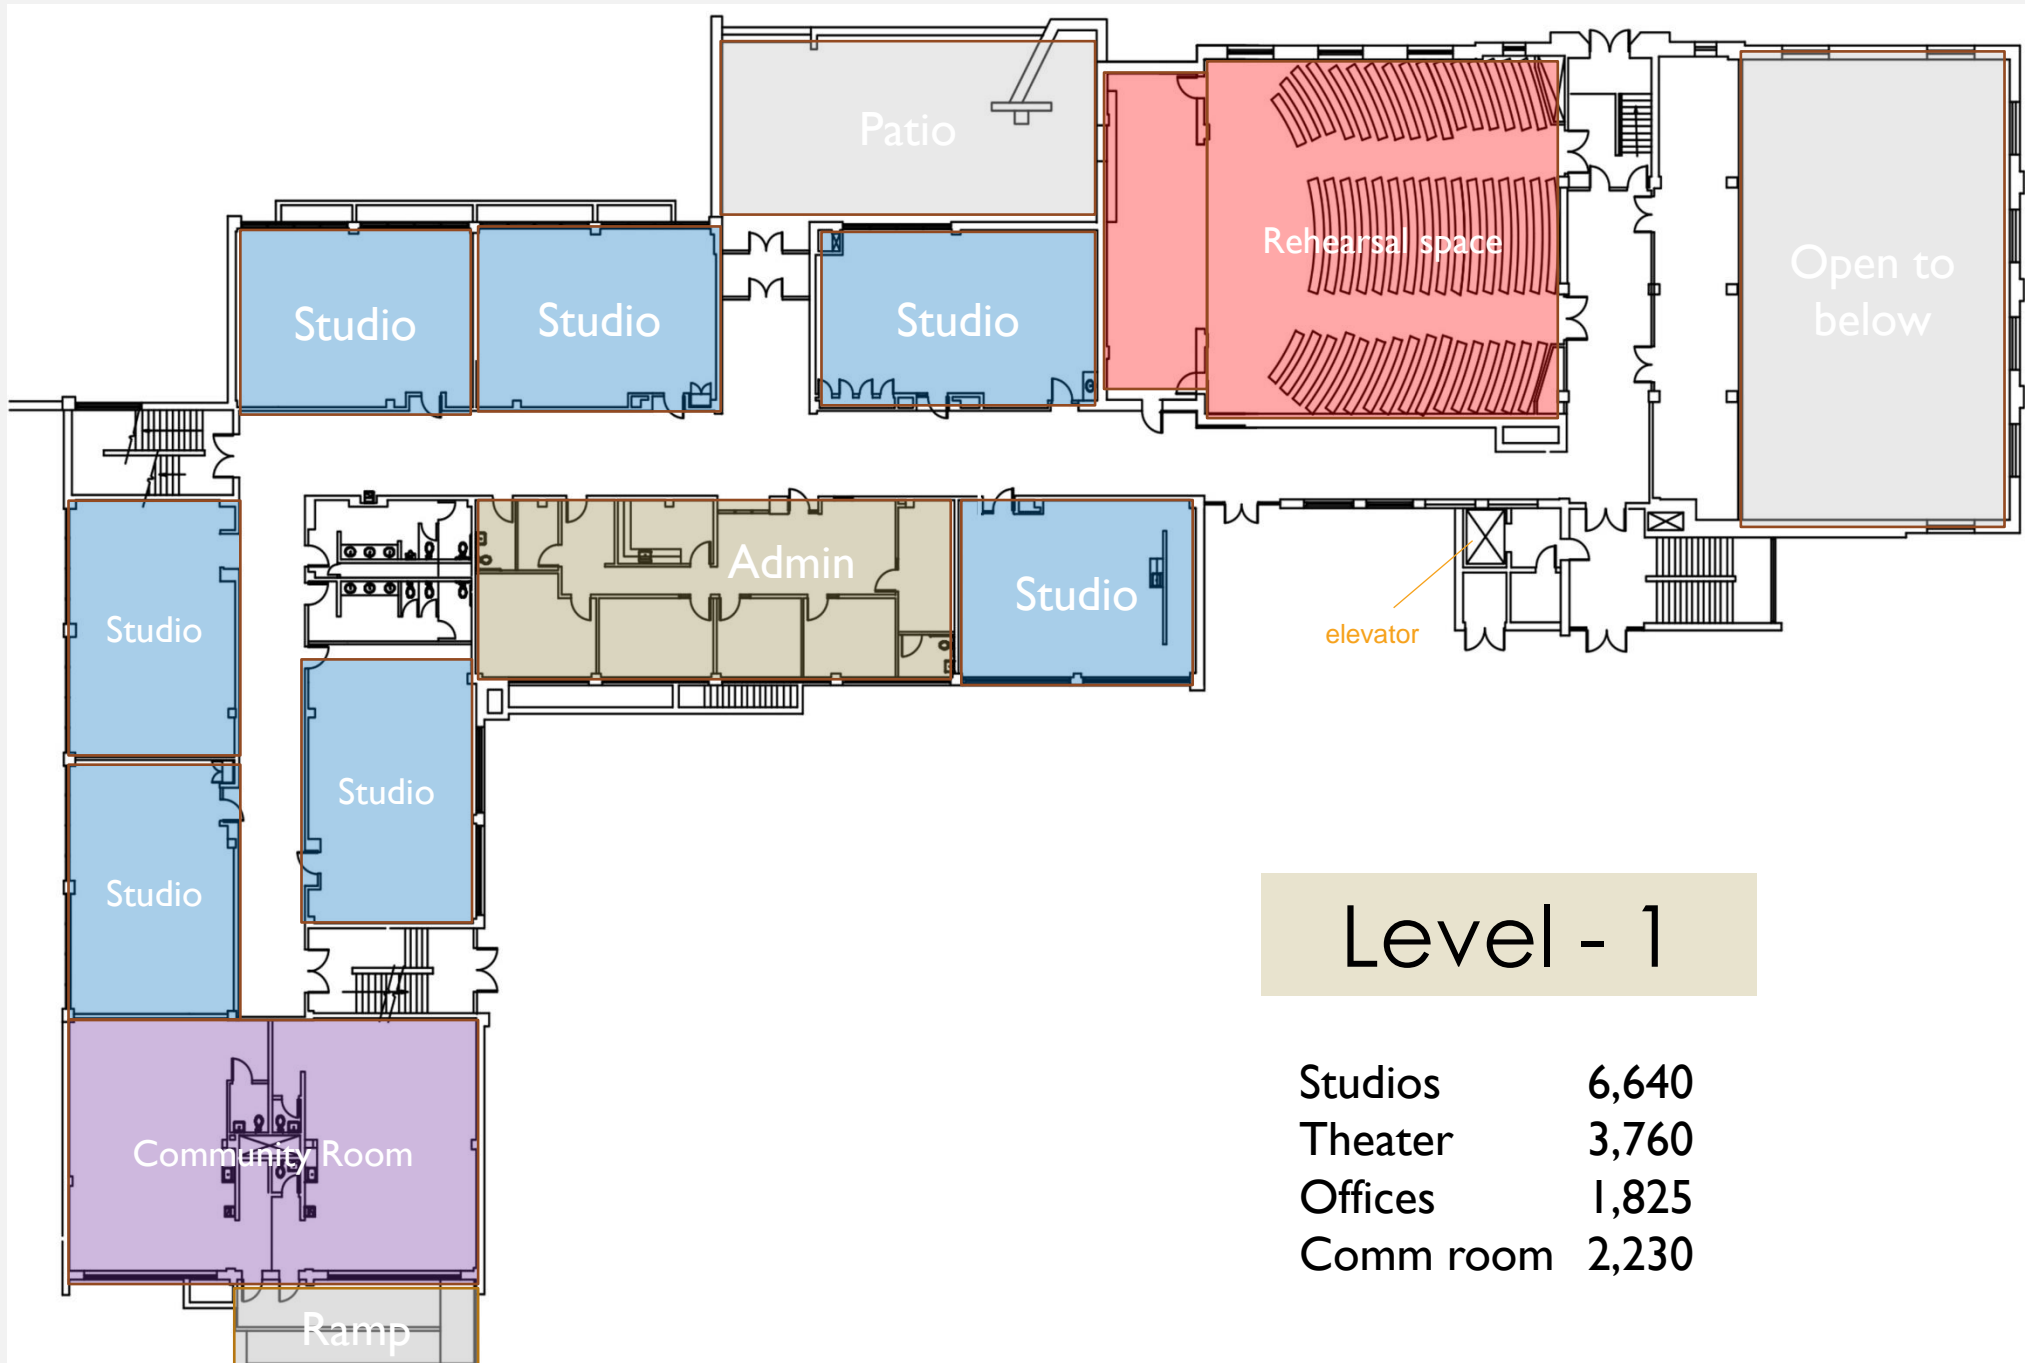 Patio
Rehearsal space
Open to
below
Studio
Studio
Studio
Admin
Studio
Studio
elevator
Studio
Studio
Level - 1
Studios 6,640
Theater 3,760
Offices 1,825
Comm room 2,230
Community Room
Ramp